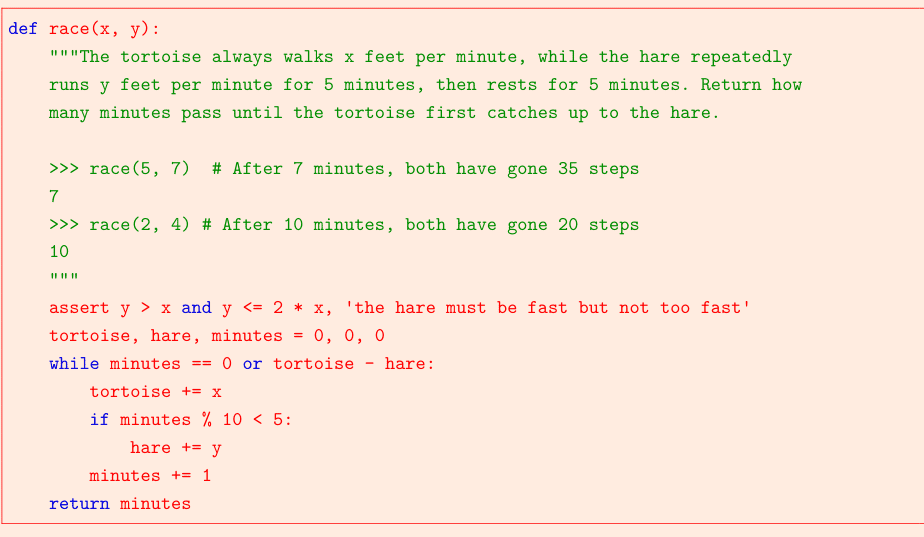 def race(x, y):
    """The tortoise always walks x feet per minute, while the hare repeatedly
    runs y feet per minute for 5 minutes, then rests for 5 minutes. Return how
    many minutes pass until the tortoise first catches up to the hare.

    >>> race(5, 7)  # After 7 minutes, both have gone 35 steps
    7
    >>> race(2, 4) # After 10 minutes, both have gone 20 steps
    10
    """
    assert y > x and y <= 2 * x, 'the hare must be fast but not too fast'
    tortoise, hare, minutes = 0, 0, 0
    while minutes == 0 or tortoise - hare:
        tortoise += x
        if minutes % 10 < 5:
            hare += y
        minutes += 1
    return minutes